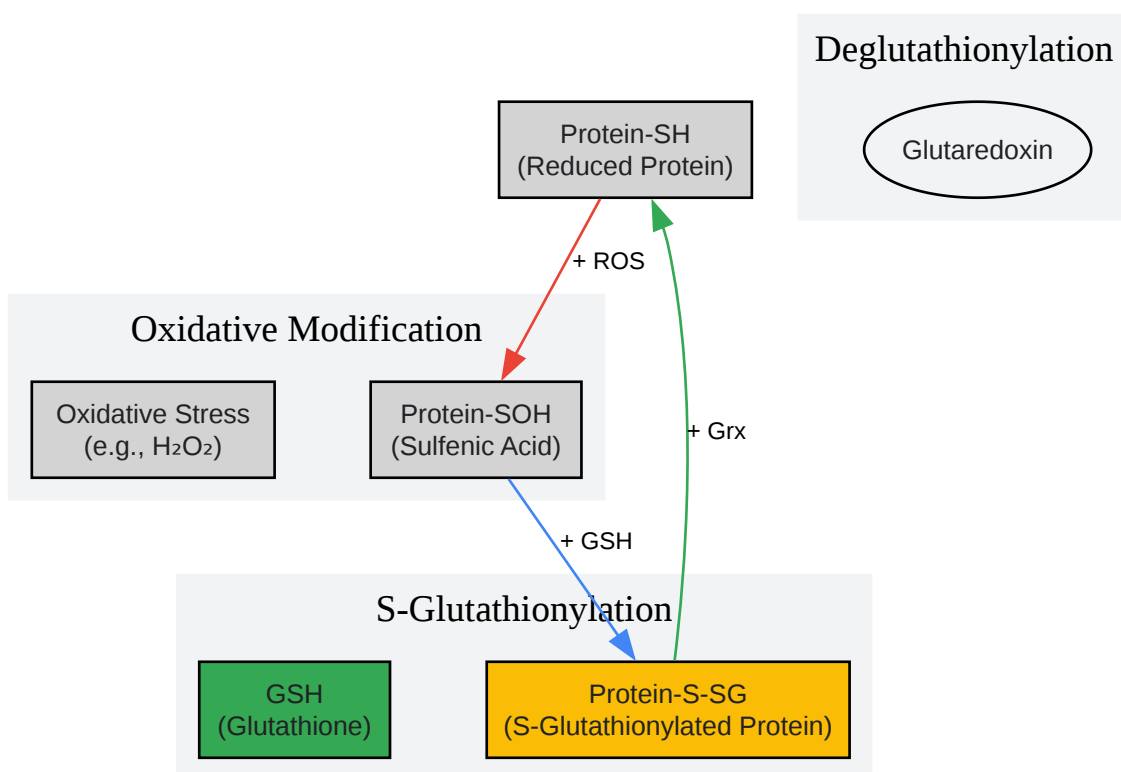 Deglutathionylation
Glutaredoxin
Protein-SH
(Reduced Protein)
+ ROS
Oxidative Modification
Oxidative Stress
(e.g., H₂O₂)
Protein-SOH
(Sulfenic Acid)
+ Grx
+ GSH
S-Glutathionylation
GSH
(Glutathione)
Protein-S-SG
(S-Glutathionylated Protein)